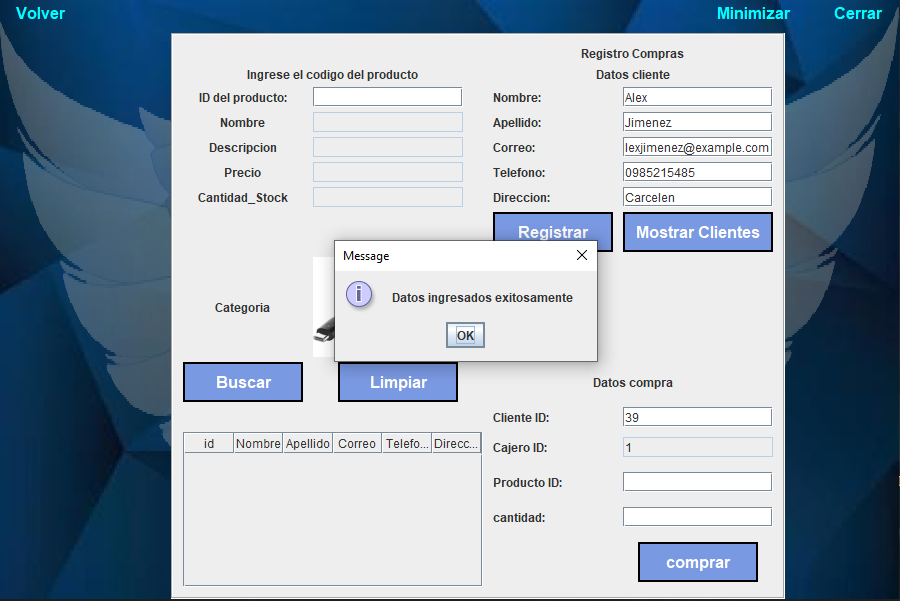 Volver
Minimizar
Cerrar
Registro Compras
Ingrese el codigo del producto
Datos cliente
ID del producto:
Nombre
Descripcion
Precio
Cantidad_Stock
Nombre: Alex
Apellido: Jimenez
Correo: lexjimenez@example.com
Telefono: 0985215485
Direccion: Carcelen
Registrar
Mostrar Clientes
Message
Datos ingresados exitosamente
OK
Categoria
Buscar
Limpiar
Datos compra
id Nombre Apellido Correo Telefo... Direcc...
Cliente ID: 39
Cajero ID: 1
Producto ID:
cantidad:
comprar